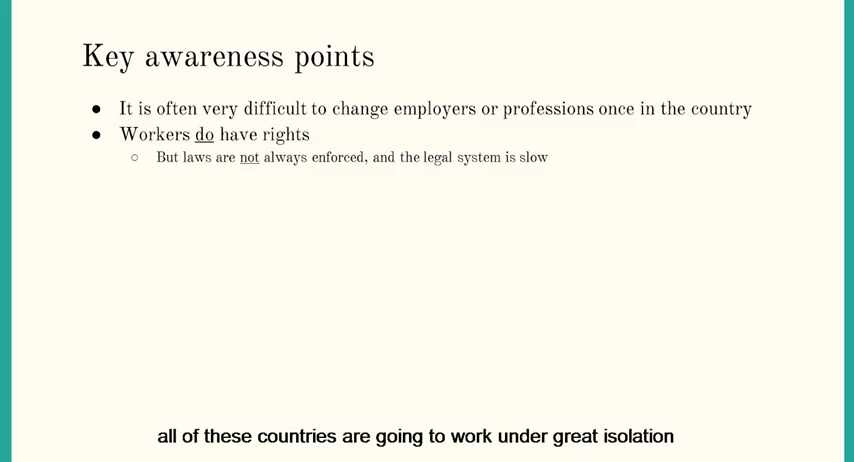 Key awareness points
● It is often very difficult to change employers or professions once in the country
● Workers do have rights
○ But laws are not always enforced, and the legal system is slow
all of these countries are going to work under great isolation